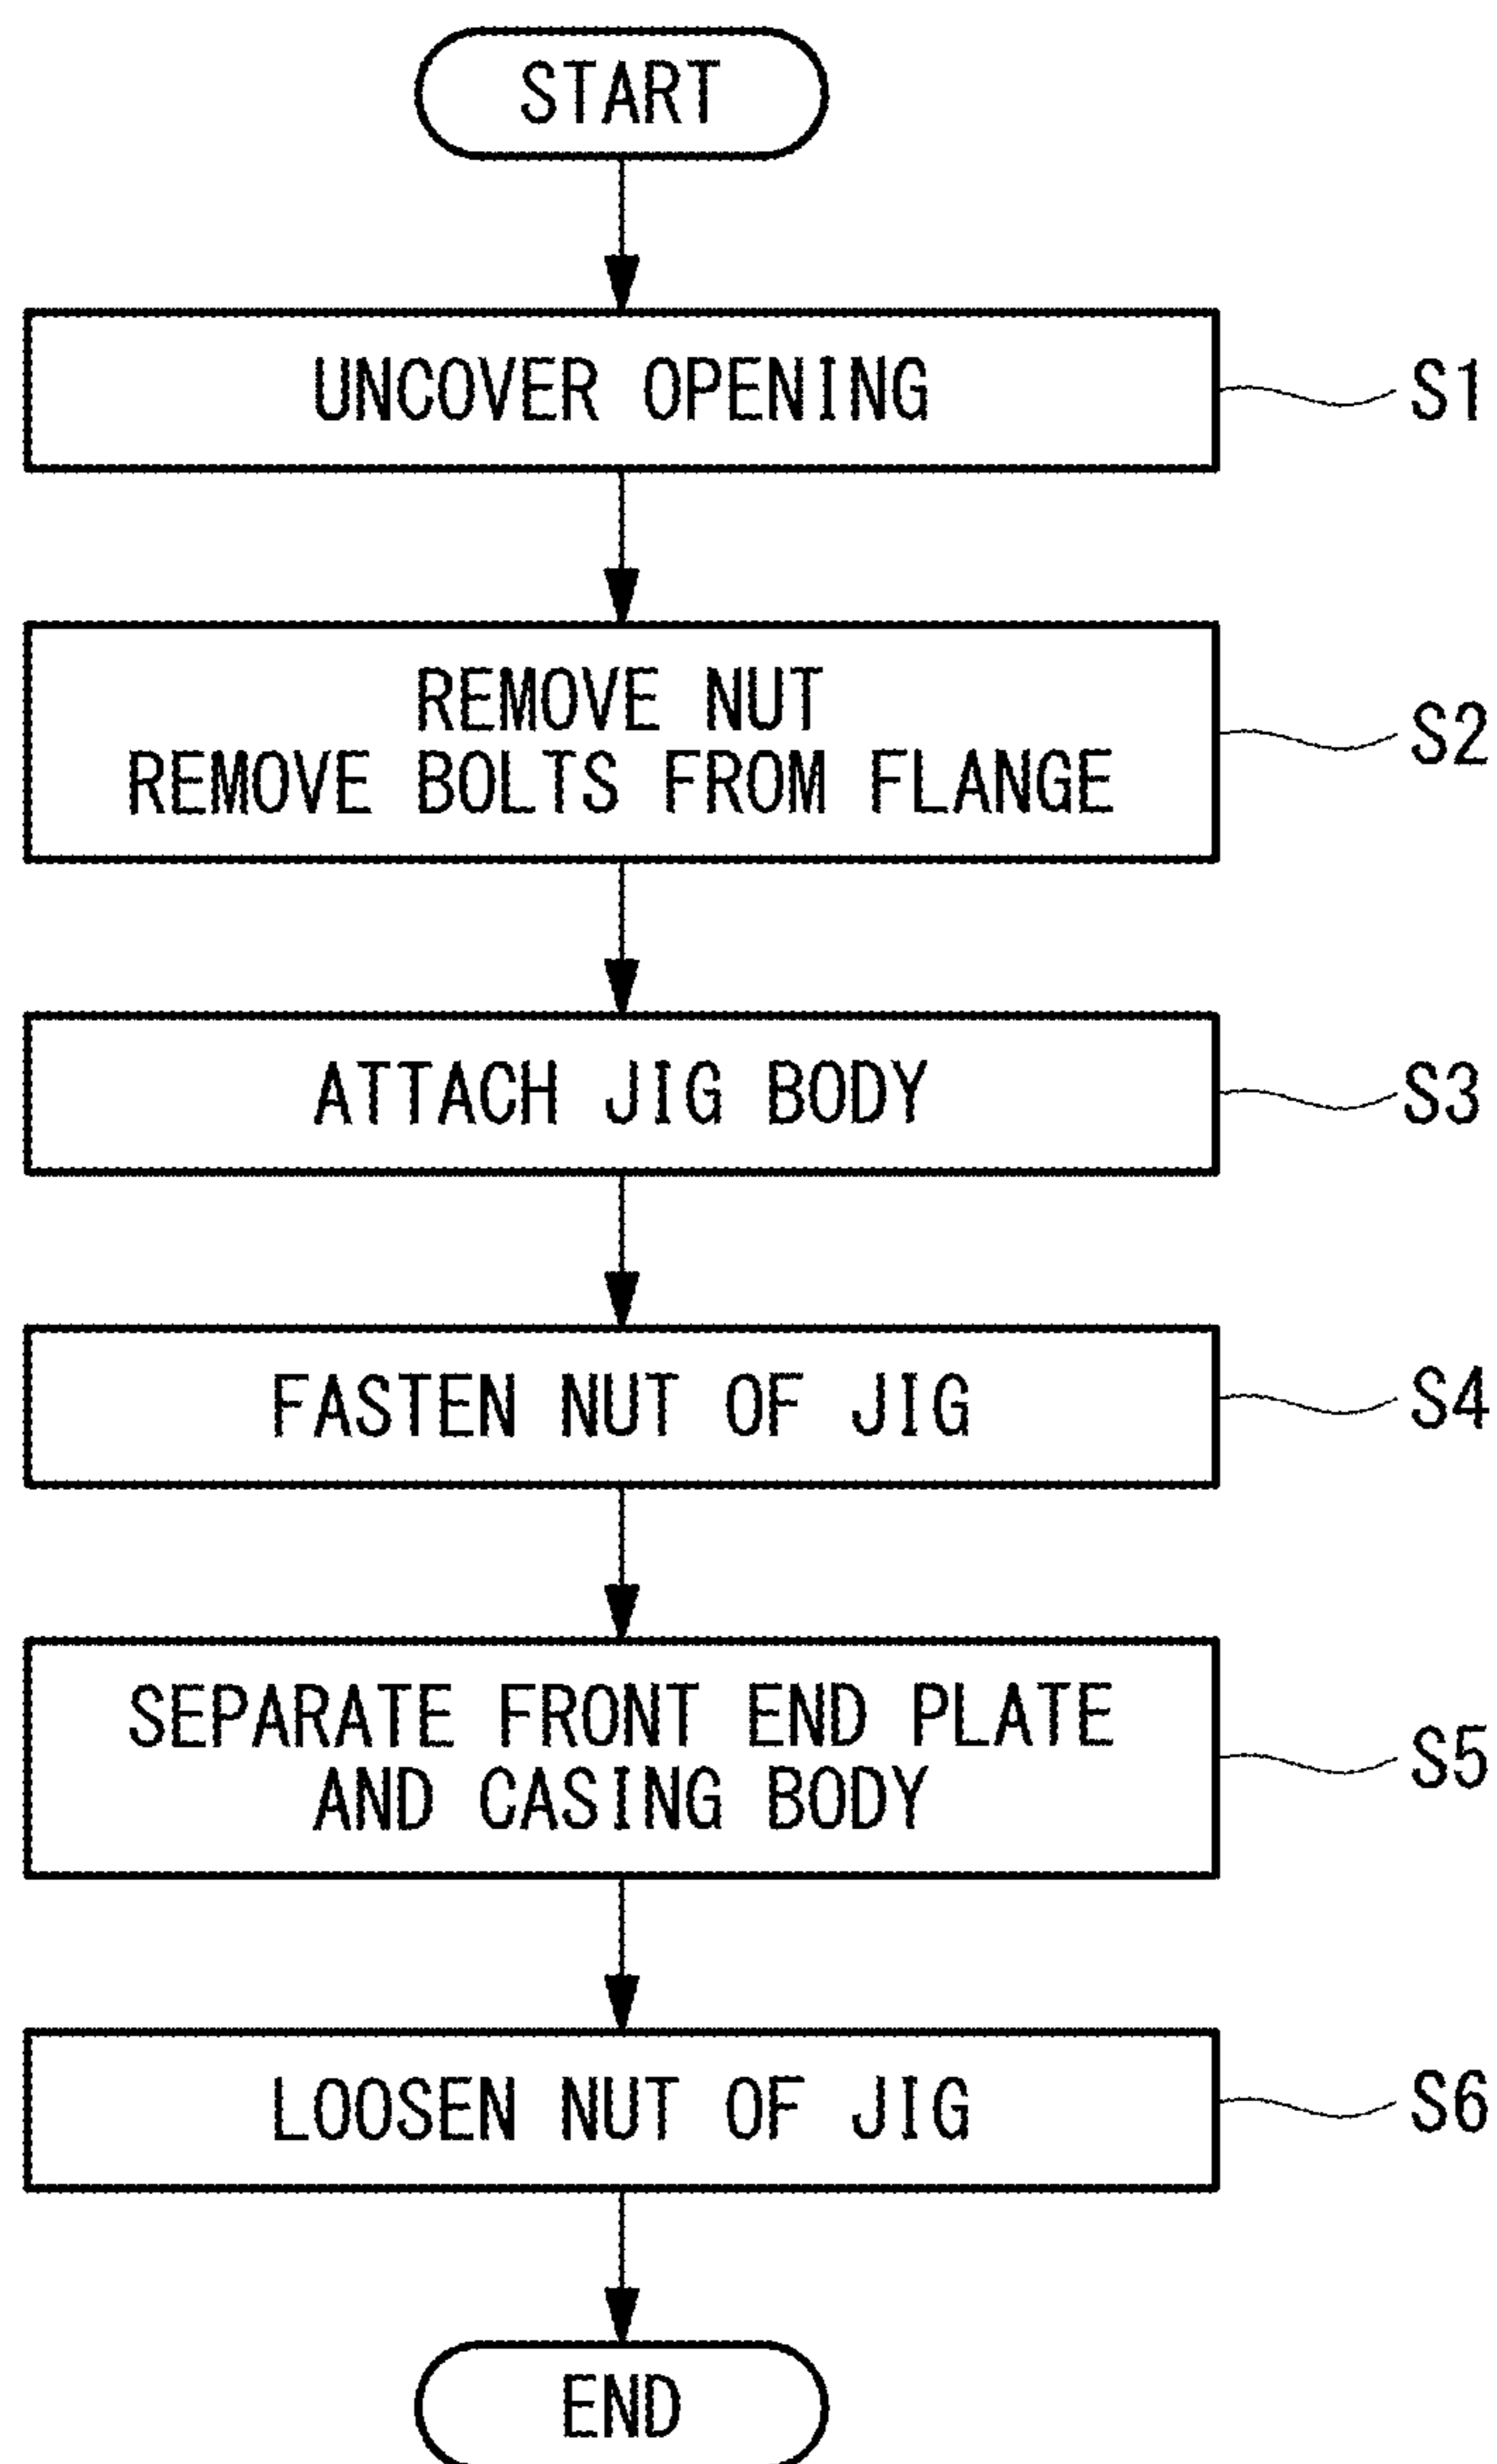 START
UNCOVER OPENING
S1
REMOVE NUT
REMOVE BOLTS FROM FLANGE
S2
ATTACH JIG BODY
S3
FASTEN NUT OF JIG
S4
SEPARATE FRONT END PLATE
AND CASING BODY
S5
LOOSEN NUT OF JIG
S6
END